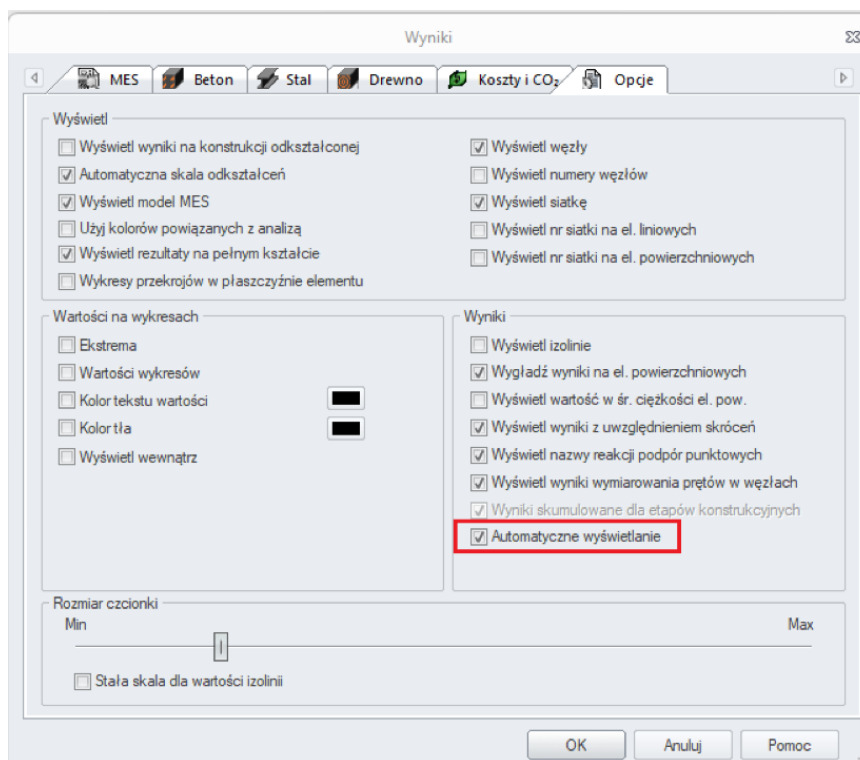 Wyniki
MES Beton Stal Drewno Koszty i CO₂ Opcje
Wyświetl
Wyświetl wyniki na konstrukcji odkształconej
Automatyczna skala odkształceń
Wyświetl model MES
Użyj kolorów powiązanych z analizą
Wyświetl rezultaty na pełnym kształcie
Wykresy przekrojów w płaszczyźnie elementu
Wyświetl węzły
Wyświetl numery węzłów
Wyświetl siatkę
Wyświetl nr siatki na el. liniowych
Wyświetl nr siatki na el. powierzchniowych
Wartości na wykresach
Ekstrema
Wartości wykresów
Kolor tekstu wartości
Kolor tła
Wyświetl wewnątrz
Wyniki
Wyświetl izolinie
Wygładź wyniki na el. powierzchniowych
Wyświetl wartość w śr. ciężkości el. pow.
Wyświetl wyniki z uwzględnieniem skróceń
Wyświetl nazwy reakcji podpór punktowych
Wyświetl wyniki wymiarowania prętów w węzłach
Wyniki skumulowane dla etapów konstrukcyjnych
Automatyczne wyświetlanie
Rozmiar czcionki
Min Max
Stała skala dla wartości izolinii
OK Anuluj Pomoc